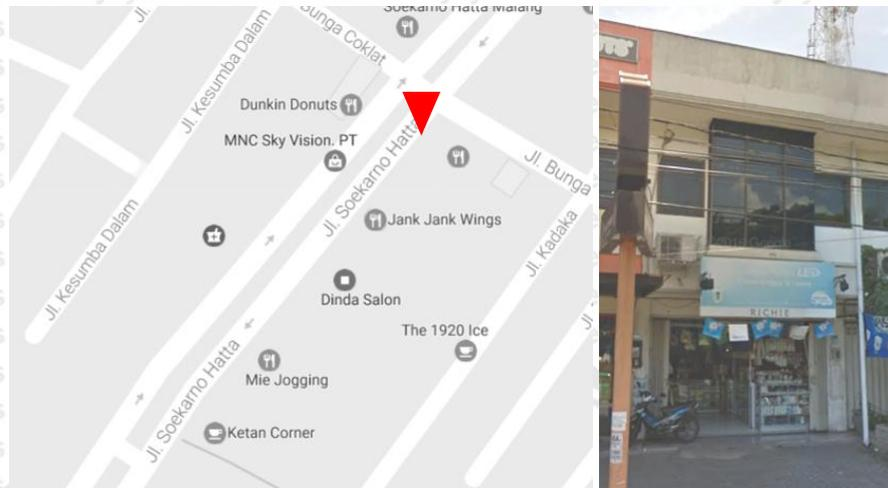 Soekarno Hatta Malang
Jl.
Bunga Coklat
Jl. Kesumba Dalam
Dunkin Donuts
MNC Sky Vision. PT
Jl. Soekarno Hatta
Jl. Bunga
Jank Jank Wings
Jl. Kadaka
Jl. Kesumba Dalam
Dinda Salon
Jl.
The 1920 Ice
Mie Jogging
Jl. Soekarno Hatta
Ketan Corner
LED
RICHIE